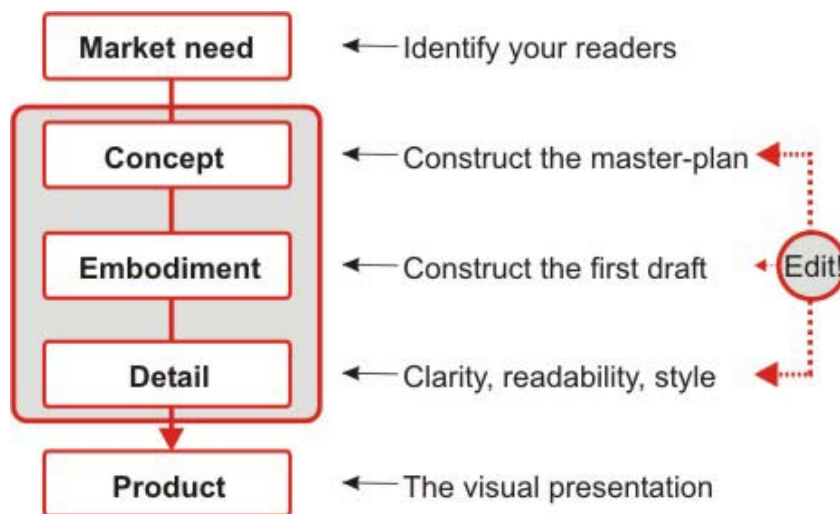 Market need
Identify your readers
Concept
Construct the master-plan
Embodiment
Construct the first draft
Edit!
Detail
Clarity, readability, style
Product
The visual presentation